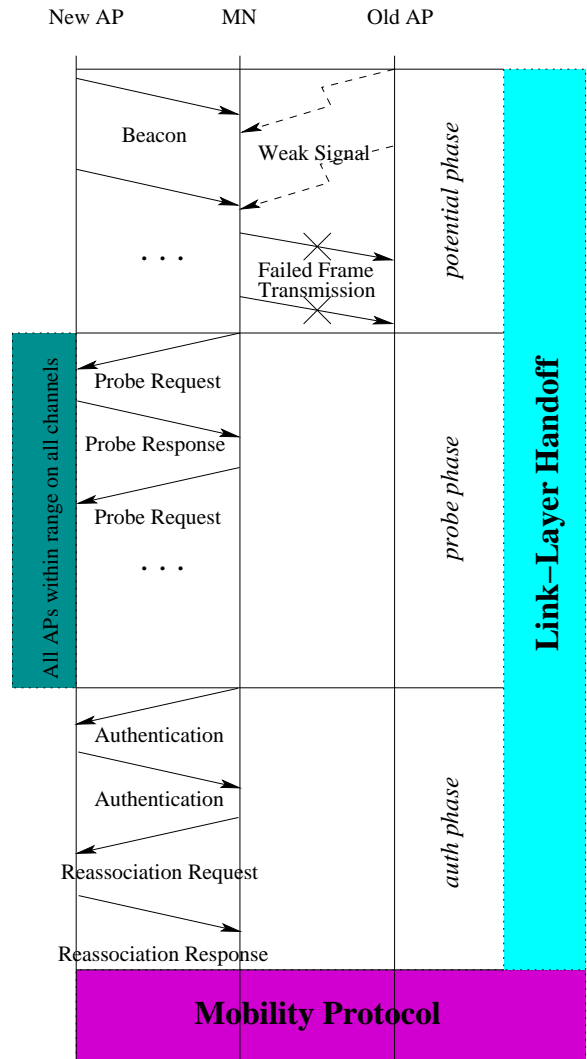 New AP MN Old AP
Beacon
Weak Signal
. . .
Failed Frame
Transmission
potential phase
Probe Request
Probe Response
Probe Request
. . .
All APs within range on all channels
probe phase
Link–Layer Handoff
Authentication
Authentication
Reassociation Request
Reassociation Response
auth phase
Mobility Protocol